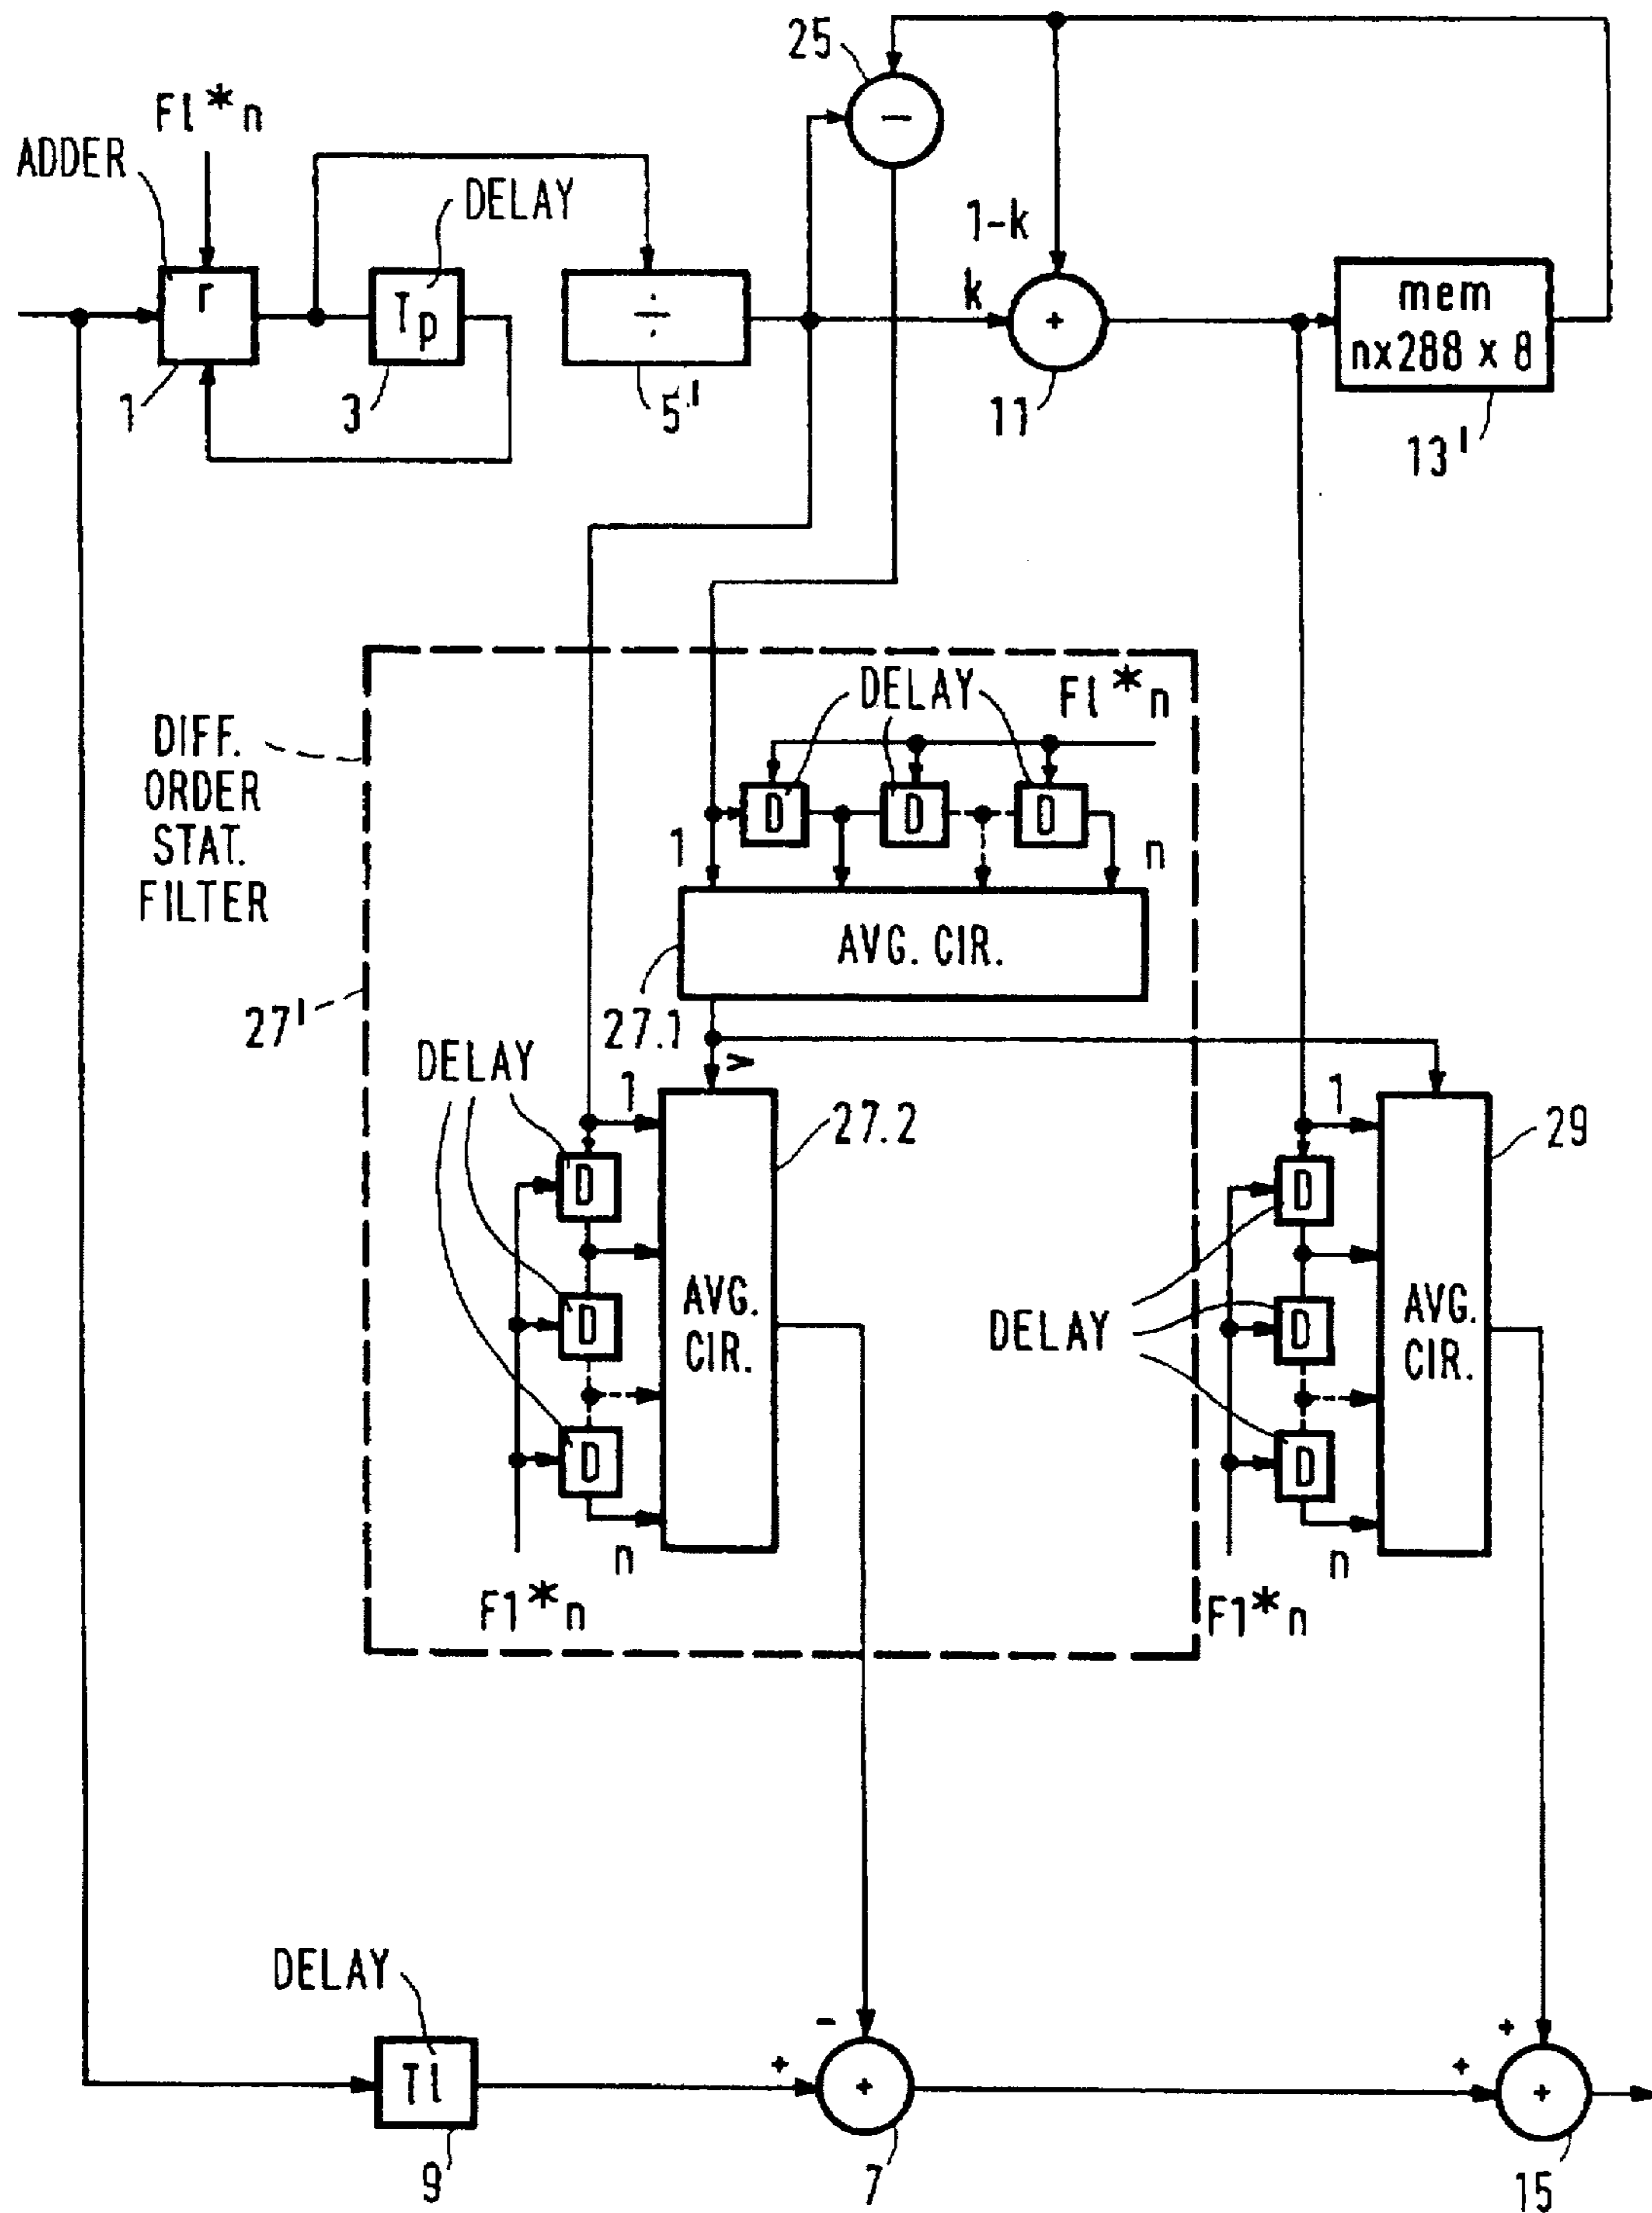 25
Fl*n
ADDER
DELAY
1-k
r
Tp
÷
k
+
mem
nx288 x 8
1
3
5'
11
13'
DIFF.
ORDER
STAT.
FILTER
DELAY
Fl*n
D
D
D
1
n
AVG. CIR.
27'
27.1
DELAY
>
1
27.2
1
29
D
D
D
AVG.
CIR.
n
F1*n
DELAY
D
D
D
AVG.
CIR.
n
F1*n
DELAY
Tl
9
-
+
+
7
+
+
+
15